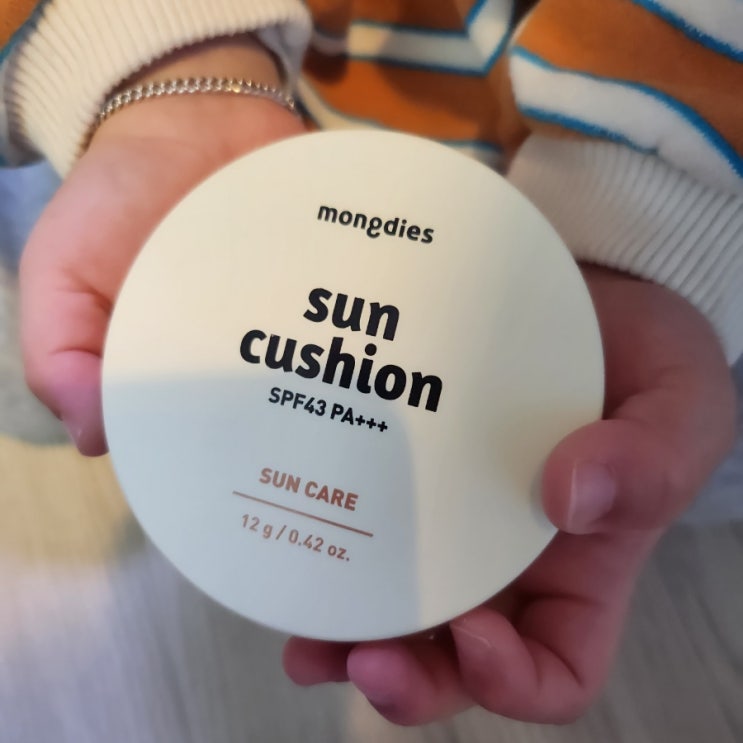 mongdies
sun
cushion
SPF43 PA+++
SUN CARE
12 g / 0.42 oz.